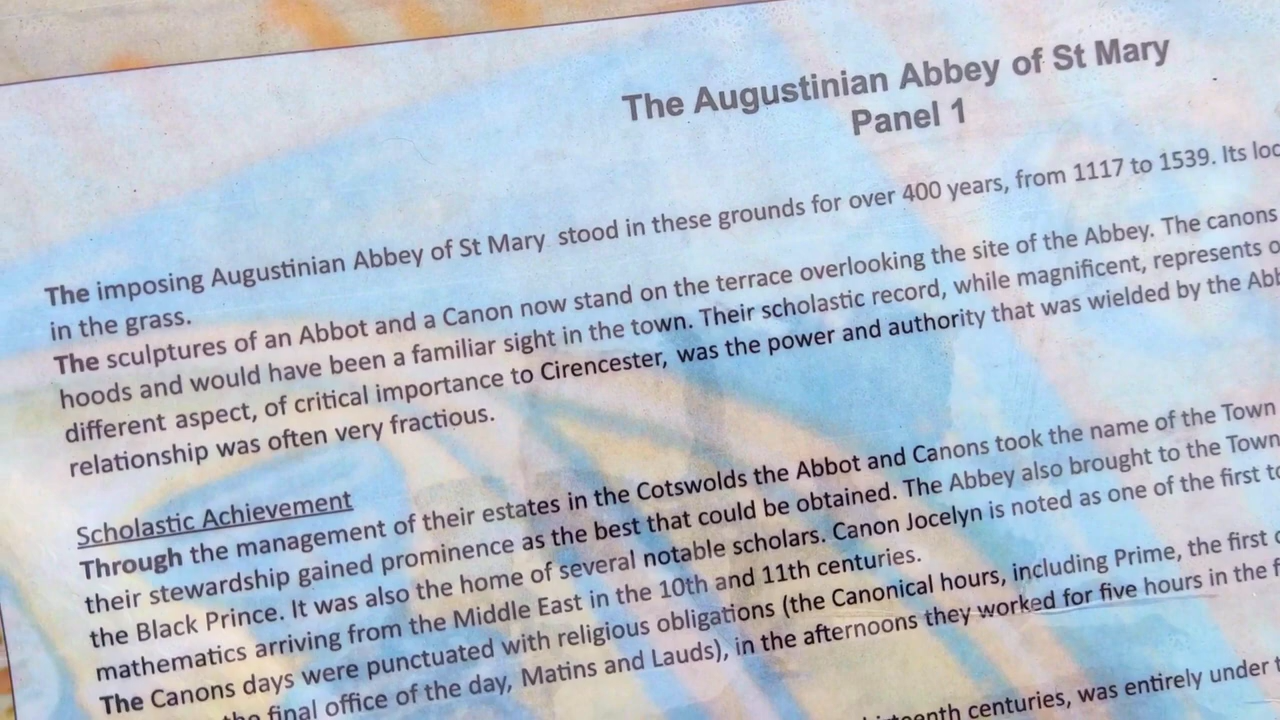 The Augustinian Abbey of St Mary
Panel 1
The imposing Augustinian Abbey of St Mary stood in these grounds for over 400 years, from 1117 to 1539. Its
in the grass.
The sculptures of an Abbot and a Canon now stand on the terrace overlooking the site of the Abbey. The canons
hoods and would have been a familiar sight in the town. Their scholastic record, while magnificent, represents
different aspect, of critical importance to Cirencester, was the power and authority that was wielded by the
relationship was often very fractious.
Scholastic Achievement
Through the management of their estates in the Cotswolds the Abbot and Canons took the name of the Town
their stewardship gained prominence as the best that could be obtained. The Abbey also brought to the Town
the Black Prince. It was also the home of several notable scholars. Canon Jocelyn is noted as one of the first
mathematics arriving from the Middle East in the 10th and 11th centuries.
The Canons days were punctuated with religious obligations (the Canonical hours, including Prime, the first
the final office of the day, Matins and Lauds), in the afternoons they worked for five hours in the
centuries, was entirely under